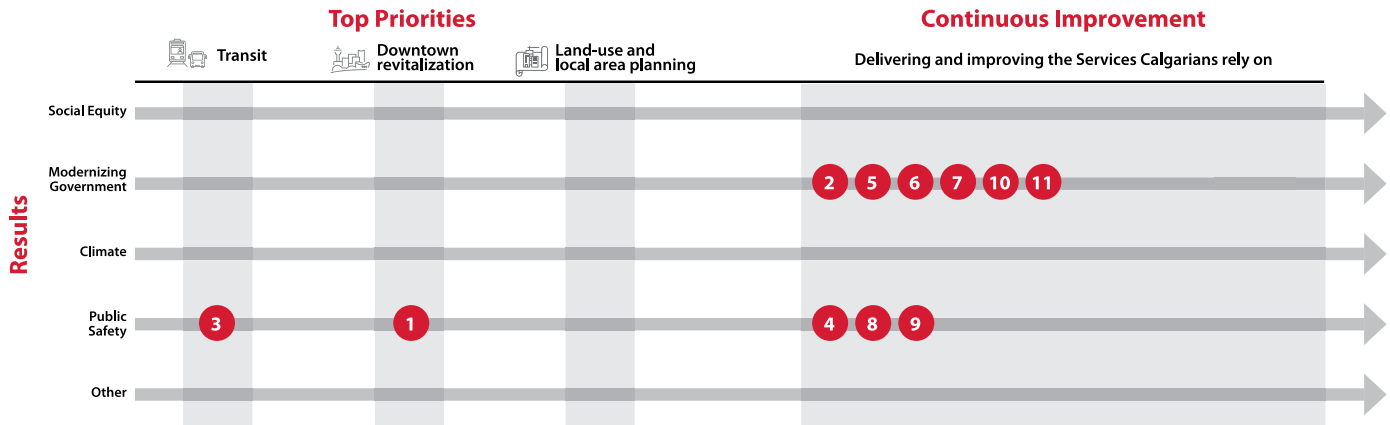 Top Priorities
Continuous Improvement
Transit
Downtown
revitalization
Land-use and
local area planning
Delivering and improving the Services Calgarians rely on
Results
Social Equity
Modernizing
Government
2 5 6 7 10 11
Climate
Public
Safety
3 1 4 8 9
Other